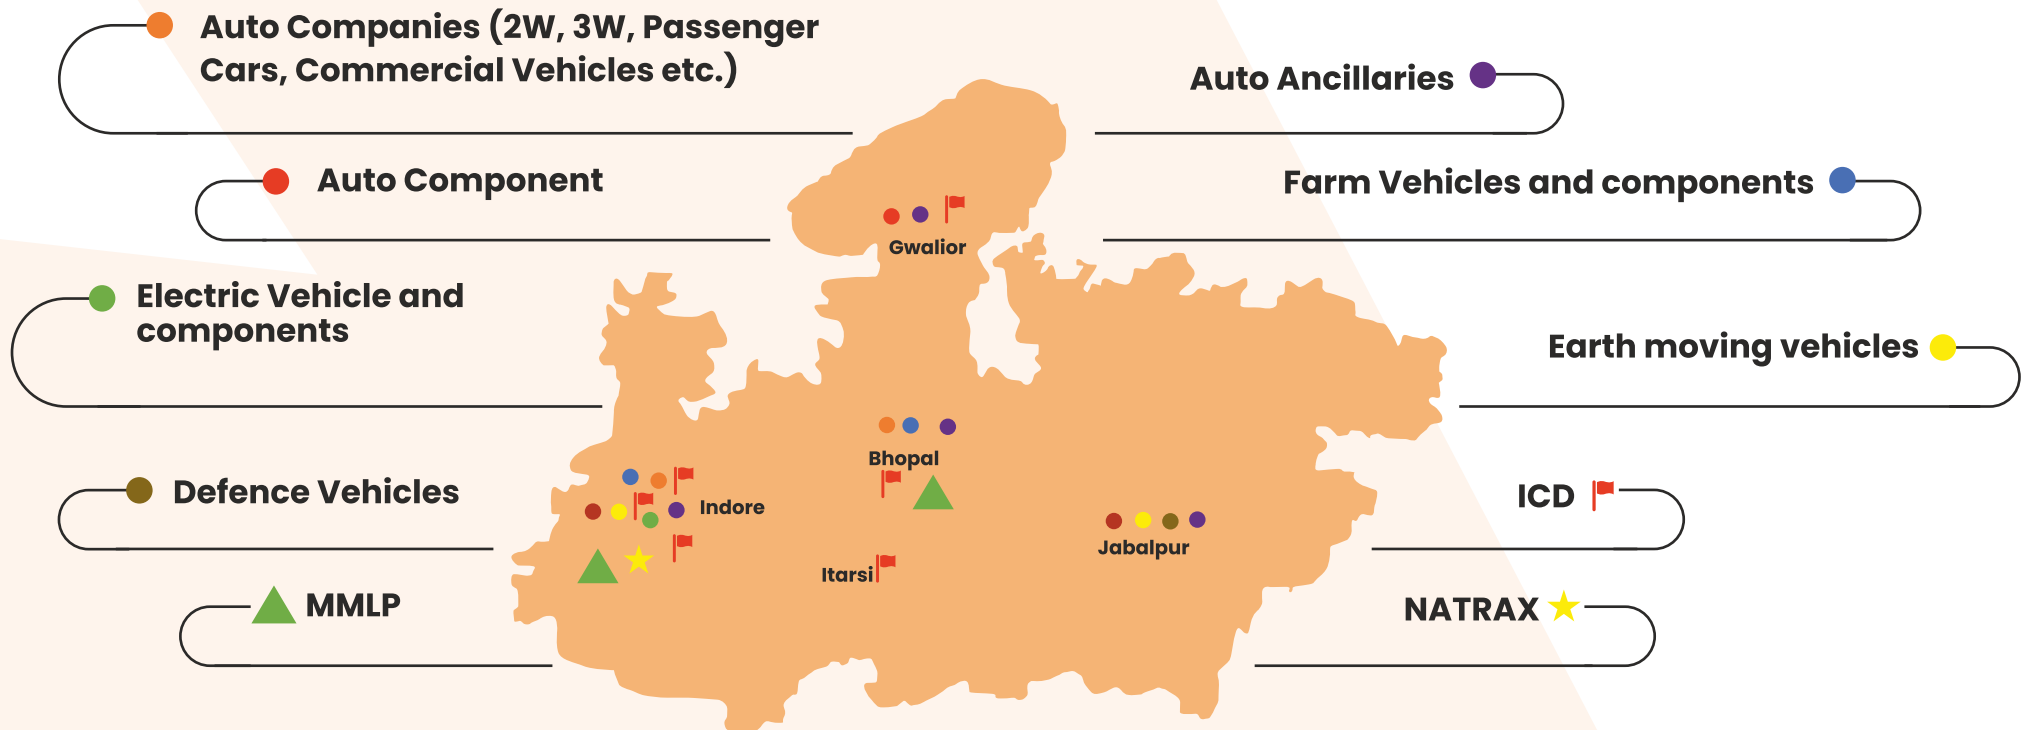 Auto Companies (2W, 3W, Passenger
Cars, Commercial Vehicles etc.)
Auto Ancillaries
Auto Component
Farm Vehicles and components
Gwalior
Electric Vehicle and
components
Earth moving vehicles
Bhopal
Defence Vehicles
Indore
ICD
Jabalpur
Itarsi
MMLP
NATRAX